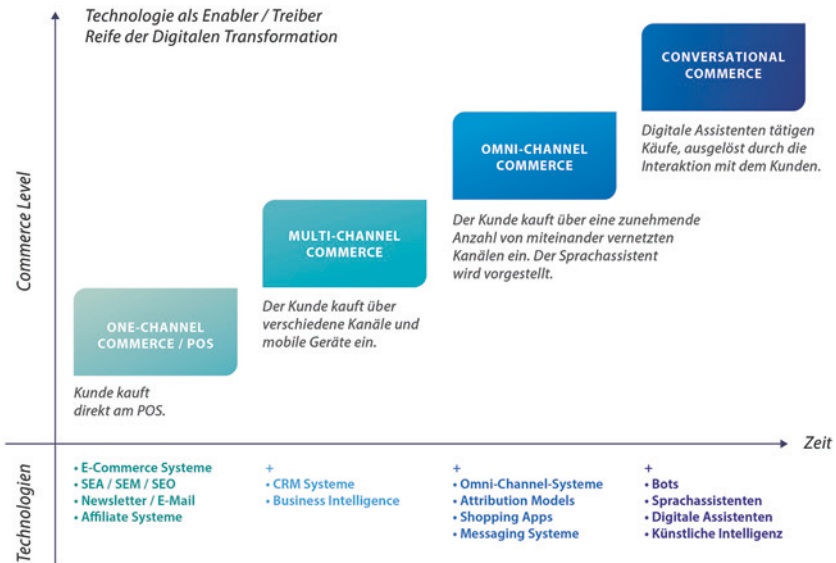 Technologie als Enabler / Treiber
Reife der Digitalen Transformation
CONVERSATIONAL
COMMERCE
Digitale Assistenten tätigen
Käufe, ausgelöst durch die
Interaktion mit dem Kunden.
OMNI-CHANNEL
COMMERCE
Der Kunde kauft über eine zunehmende
Anzahl von miteinander vernetzten
Kanälen ein. Der Sprachassistent
wird vorgestellt.
MULTI-CHANNEL
COMMERCE
Der Kunde kauft über
verschiedene Kanäle und
mobile Geräte ein.
ONE-CHANNEL
COMMERCE / POS
Kunde kauft
direkt am POS.
Commerce Level
Zeit
Technologien
• E-Commerce Systeme
• SEA / SEM / SEO
• Newsletter / E-Mail
• Affiliate Systeme
+
• CRM Systeme
• Business Intelligence
+
• Omni-Channel-Systeme
• Attribution Models
• Shopping Apps
• Messaging Systeme
+
• Bots
• Sprachassistenten
• Digitale Assistenten
• Künstliche Intelligenz